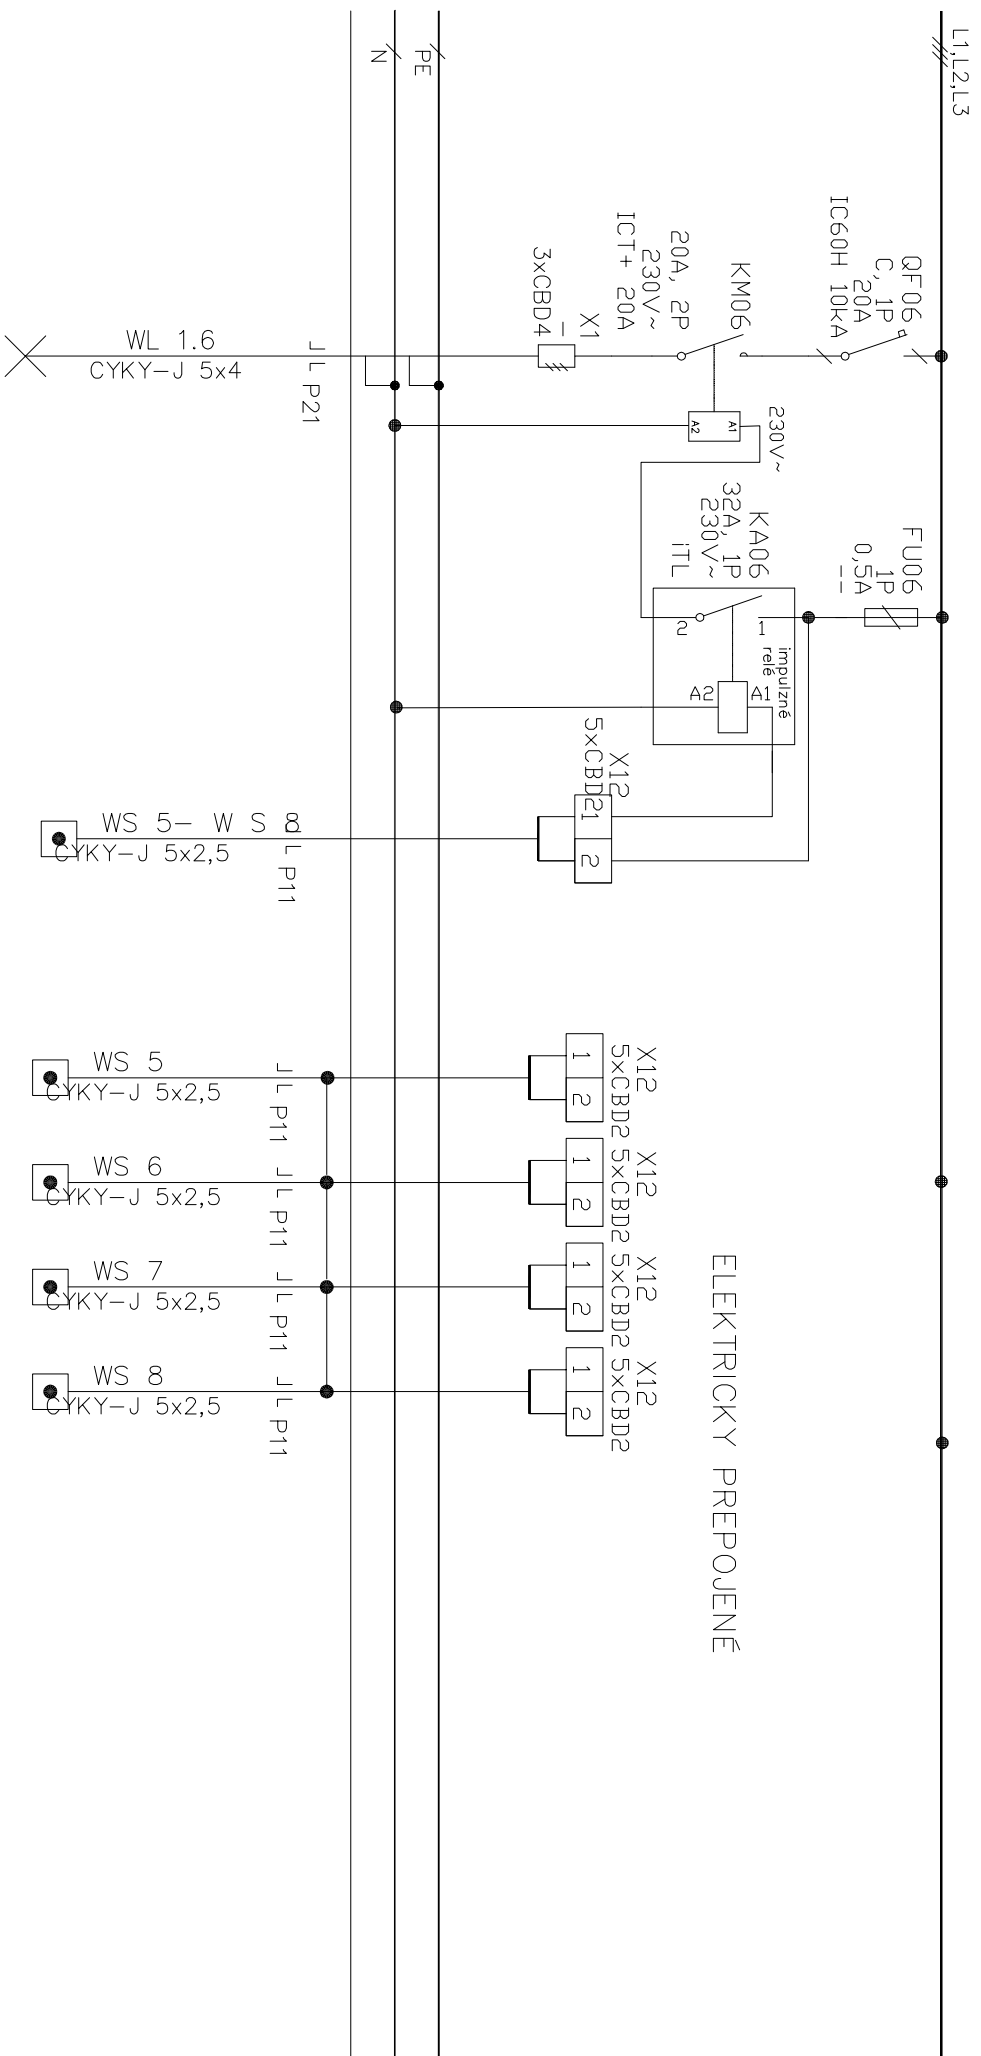 L1,L2,L3
N
PE
QF06
C, 1P
20A
IC60H 10kA
KM06
20A, 2P
230V~
ICT+ 20A
X1
-
3xCBD4
WL 1.6
CYKY-J 5x4
P21
230V~
A1
A2
FU06
1P
0,5A
--
KA06
32A, 1P
230V~
iTL
1
2
impulzné
relé
A1
A2
X12
5xCBD2
1
2
WS 5- W S 8
CYKY-J 5x2,5
P11
X12
5xCBD2
1
2
WS 5
CYKY-J 5x2,5
P11
X12
5xCBD2
1
2
WS 6
CYKY-J 5x2,5
P11
X12
5xCBD2
1
2
WS 7
CYKY-J 5x2,5
P11
X12
5xCBD2
1
2
WS 8
CYKY-J 5x2,5
P11
ELEKTRICKY PREPOJENÉ